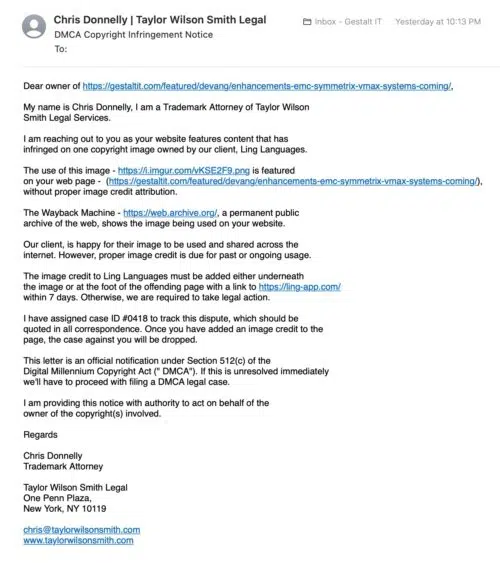 Chris Donnelly | Taylor Wilson Smith Legal
Inbox - Gestalt IT
Yesterday at 10:13 PM
DMCA Copyright Infringement Notice
To:
Dear owner of https://gestaltit.com/featured/devang/enhancements-emc-symmetrix-vmax-systems-coming/,
My name is Chris Donnelly, I am a Trademark Attorney of Taylor Wilson
Smith Legal Services.
I am reaching out to you as your website features content that has
infringed on one copyright image owned by our client, Ling Languages.
The use of this image - https://i.imgur.com/vKSE2F9.png is featured
on your web page -  (https://gestaltit.com/featured/devang/enhancements-emc-symmetrix-vmax-systems-coming/),
without proper image credit attribution.
The Wayback Machine - https://web.archive.org/, a permanent public
archive of the web, shows the image being used on your website.
Our client, is happy for their image to be used and shared across the
internet. However, proper image credit is due for past or ongoing usage.
The image credit to Ling Languages must be added either underneath
the image or at the foot of the offending page with a link to https://ling-app.com/
within 7 days. Otherwise, we are required to take legal action.
I have assigned case ID #0418 to track this dispute, which should be
quoted in all correspondence. Once you have added an image credit to the
page, the case against you will be dropped.
This letter is an official notification under Section 512(c) of the
Digital Millennium Copyright Act (" DMCA"). If this is unresolved immediately
we'll have to proceed with filing a DMCA legal case.
I am providing this notice with authority to act on behalf of the
owner of the copyright(s) involved.
Regards
Chris Donnelly
Trademark Attorney
Taylor Wilson Smith Legal
One Penn Plaza,
New York, NY 10119
chris@taylorwilsonsmith.com
www.taylorwilsonsmith.com